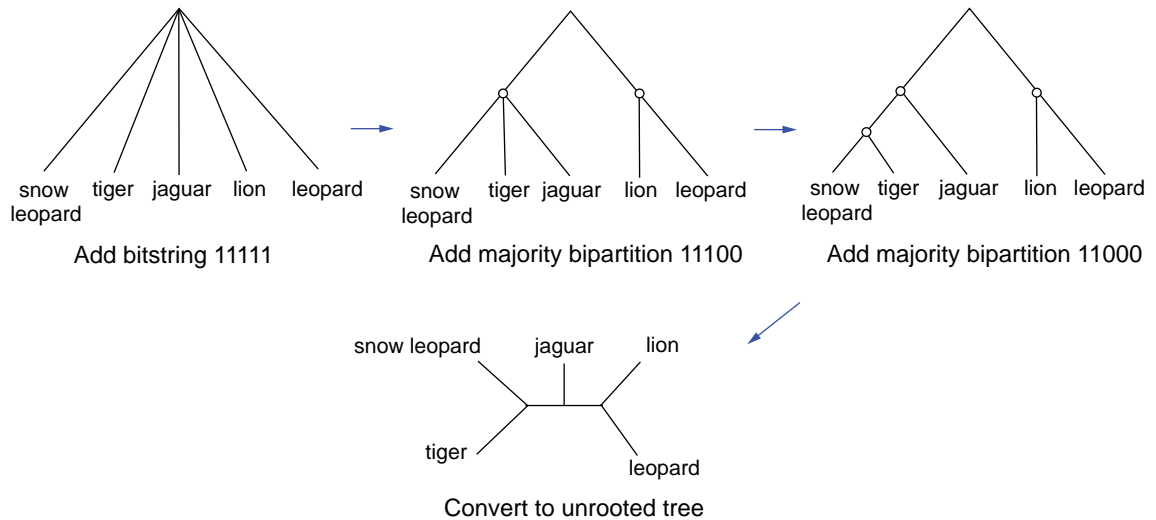 snow
leopard
tiger
jaguar
lion
leopard
Add bitstring 11111
snow
leopard
tiger
jaguar
lion
leopard
Add majority bipartition 11100
snow
leopard
tiger
jaguar
lion
leopard
Add majority bipartition 11000
snow leopard
jaguar
lion
tiger
leopard
Convert to unrooted tree